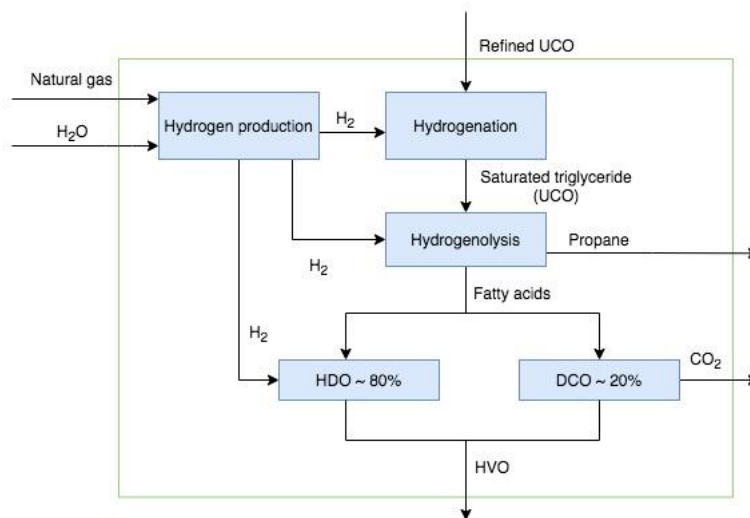 Refined UCO
Natural gas
H₂O
Hydrogen production
H₂
Hydrogenation
Saturated triglyceride
(UCO)
Hydrogenolysis
Propane
H₂
Fatty acids
H₂
HDO ~ 80%
DCO ~ 20%
CO₂
HVO